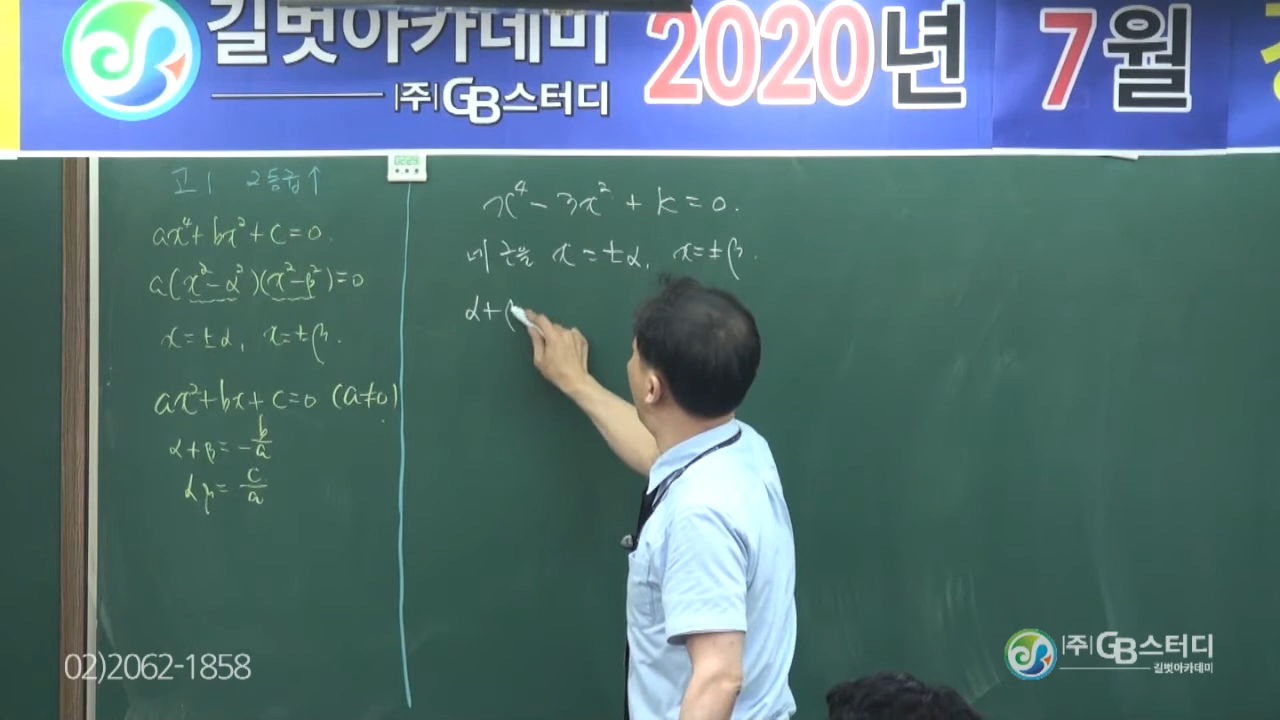 길벗아카데미 2020년 7월
|주|GB스터디
고1 2등급↑
ax⁴+bx²+c=0.
a(x²-α²)(x²-β²)=0
x=±α, x=±β.
ax²+bx+c=0 (a≠0)
α+β=-b/a
αβ=c/a
x⁴-3x²+k=0.
네 근을 x=±α, x=±β.
α+β
02)2062-1858
|주|GB스터디
길벗아카데미